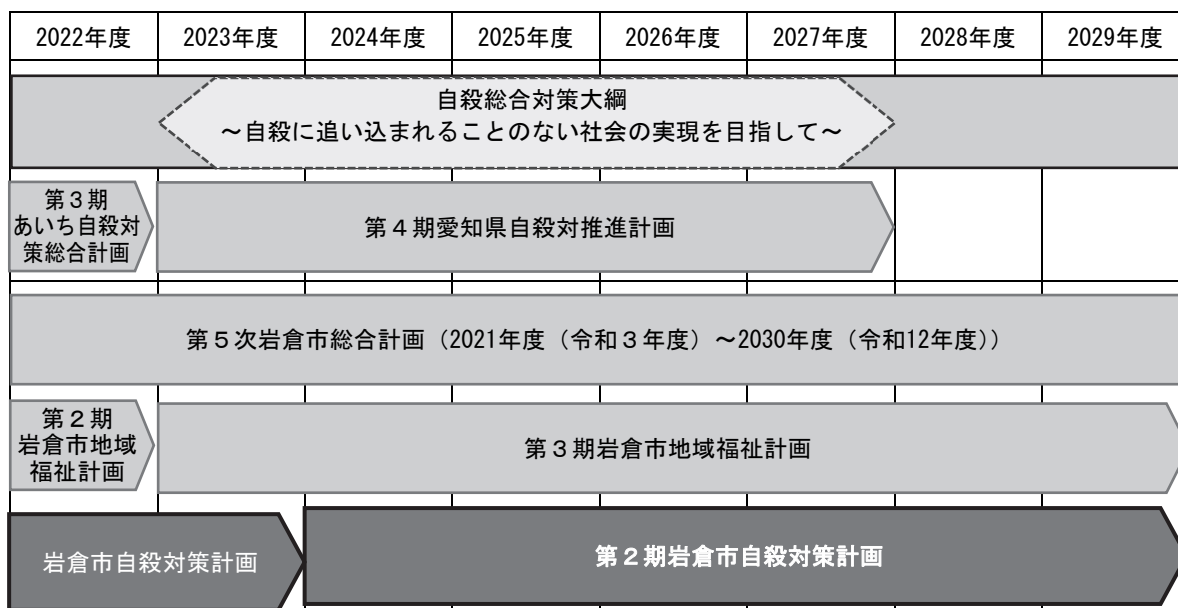 2022年度 2023年度 2024年度 2025年度 2026年度 2027年度 2028年度 2029年度
自殺総合対策大綱
～自殺に追い込まれることのない社会の実現を目指して～
第３期
あいち自殺対
策総合計画
第４期愛知県自殺対推進計画
第５次岩倉市総合計画（2021年度（令和３年度）～2030年度（令和12年度））
第２期
岩倉市地域
福祉計画
第３期岩倉市地域福祉計画
岩倉市自殺対策計画
第２期岩倉市自殺対策計画